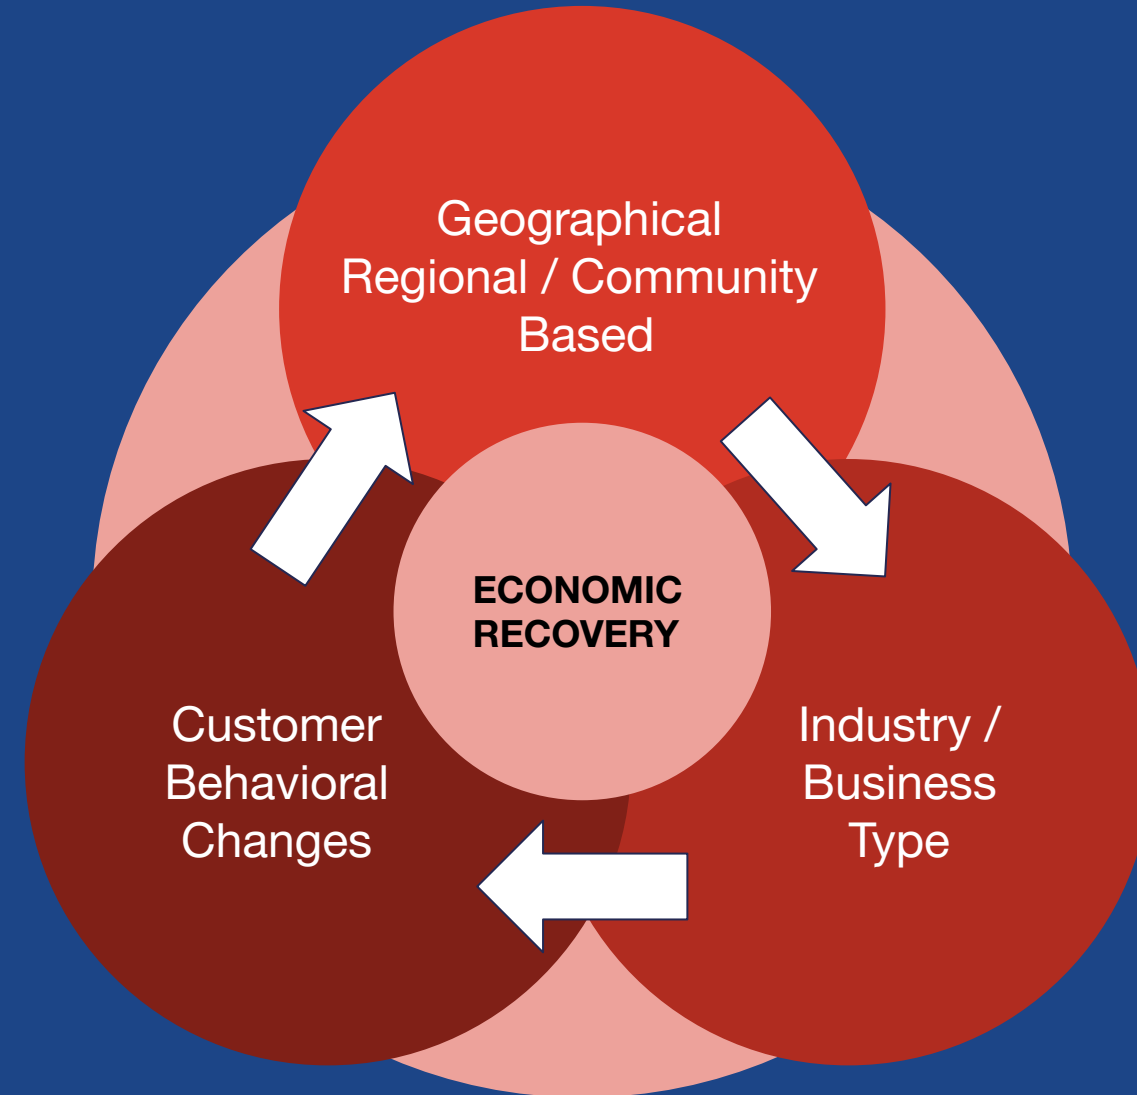 Geographical
Regional / Community
Based
ECONOMIC
RECOVERY
Customer
Behavioral
Changes
Industry /
Business
Type